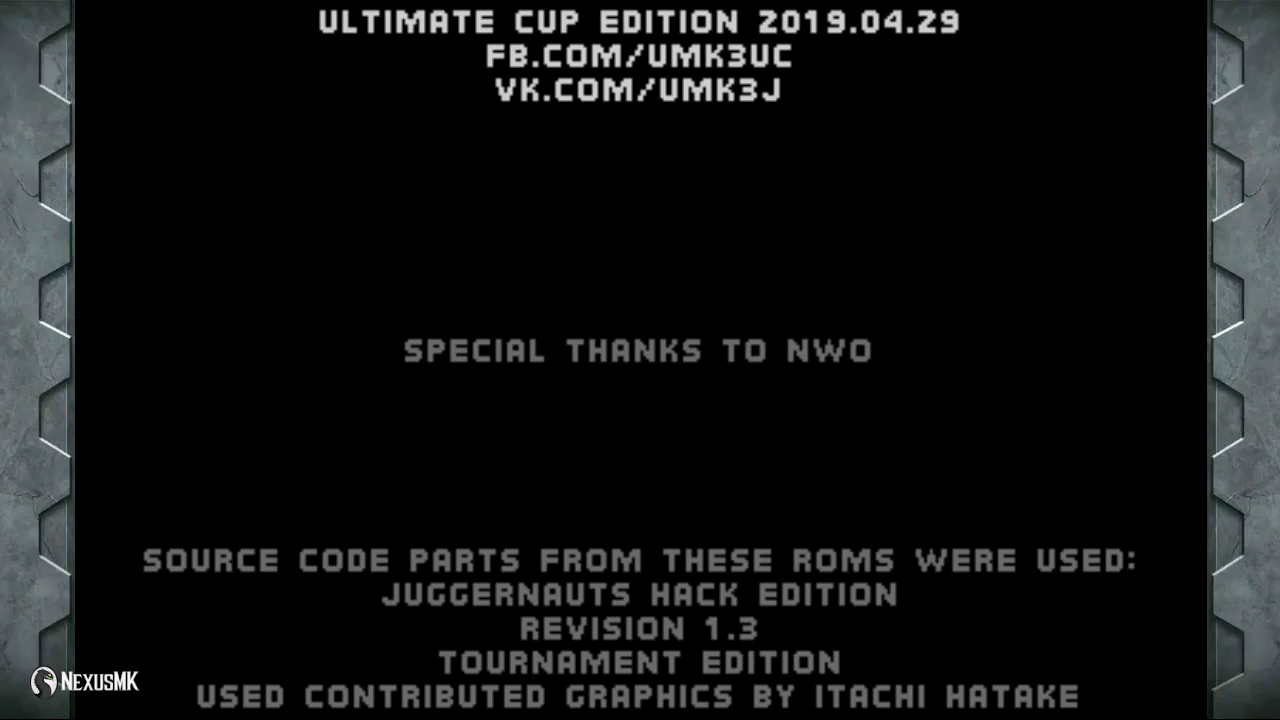 ULTIMATE CUP EDITION 2019.04.29
FB.COM/UMK3UC
VK.COM/UMK3J
SPECIAL THANKS TO NWO
SOURCE CODE PARTS FROM THESE ROMS WERE USED:
JUGGERNAUTS HACK EDITION
REVISION 1.3
TOURNAMENT EDITION
USED CONTRIBUTED GRAPHICS BY ITACHI HATAKE
NEXUSMK